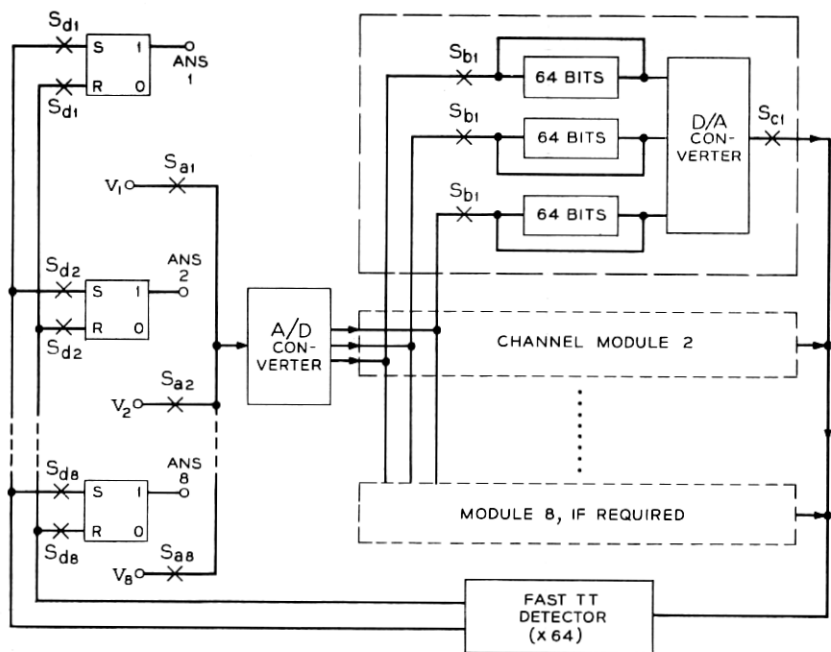 Sd1
S 1
ANS
1
R 0
Sd1
Sa1
V1
Sd2
ANS
2
S 1
R 0
Sd2
Sa2
V2
Sd8
ANS
8
S 1
R 0
Sd8
Sa8
V8
A/D
CON-
VERTER
Sb1
64 BITS
Sb1
64 BITS
Sb1
64 BITS
D/A
CON-
VERTER
Sc1
CHANNEL MODULE 2
MODULE 8, IF REQUIRED
FAST TT
DETECTOR
(X 64)